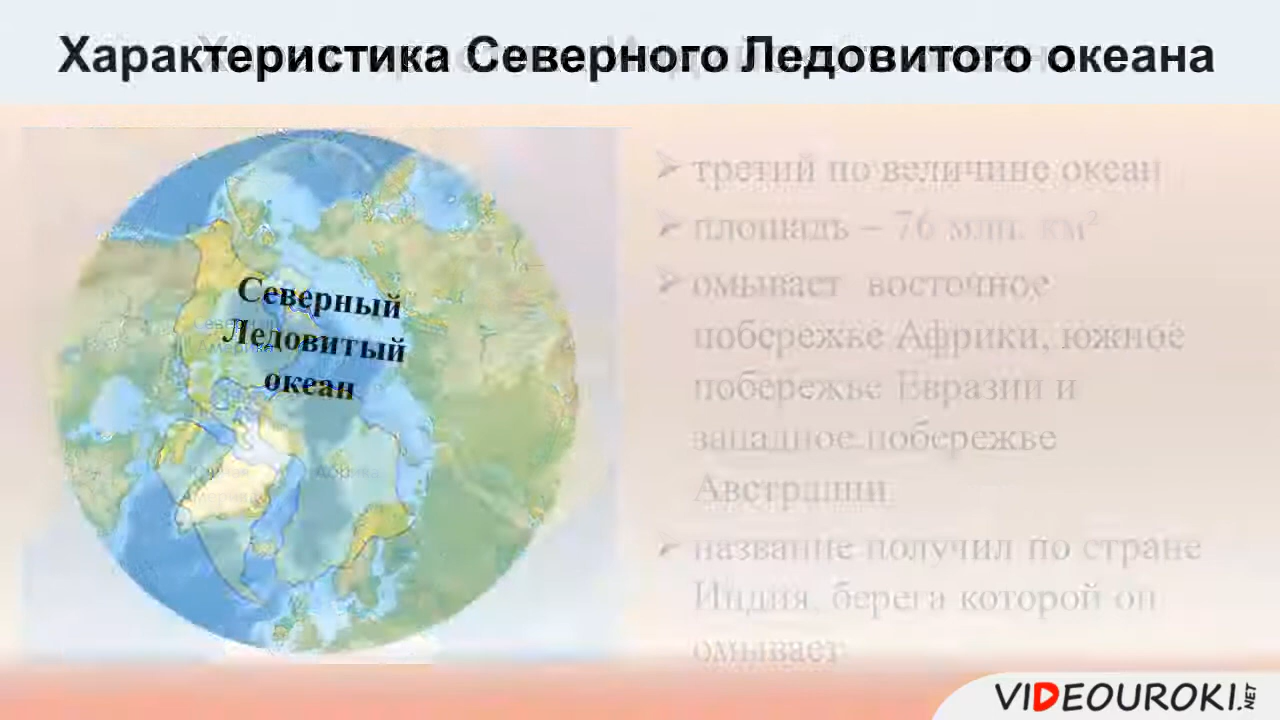 Характеристика Северного Ледовитого океана
Северный
Ледовитый
океан
третий по величине океан
площадь – 76 млн. км²
омывает восточное
побережье Африки, южное
побережье Евразии и
западное побережье
Австралии
название получил по стране
Индия, берега которой он
омывает
VIDEOUROKI.NET